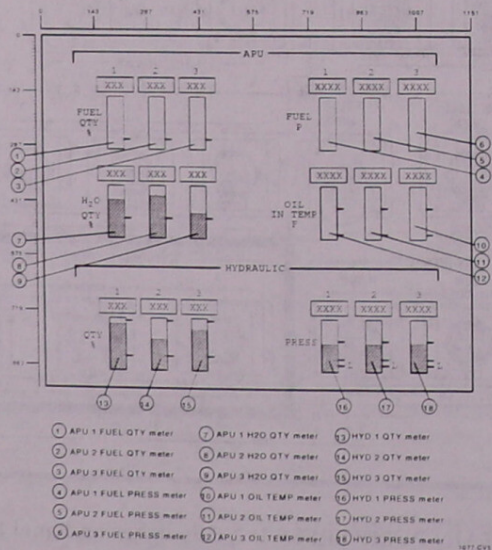 0 143 287 431 719 863 1007 1151
0
APU
1 2 3 1 2 3
XXX XXX XXX XXXX XXXX XXXX
143
FUEL QTY %
FUEL P
287
1
2
3
6
5
4
XXX XXX XXX XXXX XXXX XXXX
431
H2O QTY %
OIL IN TEMP F
7
8
9
10
11
12
575
HYDRAULIC
1 2 3 1 2 3
XXX XXX XXX XXXX XXXX XXXX
719
QTY %
PRESS
L L L
13 14 15 16 17 18
1 APU 1 FUEL QTY meter
2 APU 2 FUEL QTY meter
3 APU 3 FUEL QTY meter
4 APU 1 FUEL PRESS meter
5 APU 2 FUEL PRESS meter
6 APU 3 FUEL PRESS meter
7 APU 1 H2O QTY meter
8 APU 2 H2O QTY meter
9 APU 3 H2O QTY meter
10 APU 1 OIL TEMP meter
11 APU 2 OIL TEMP meter
12 APU 3 OIL TEMP meter
13 HYD 1 QTY meter
14 HYD 2 QTY meter
15 HYD 3 QTY meter
16 HYD 1 PRESS meter
17 HYD 2 PRESS meter
18 HYD 3 PRESS meter